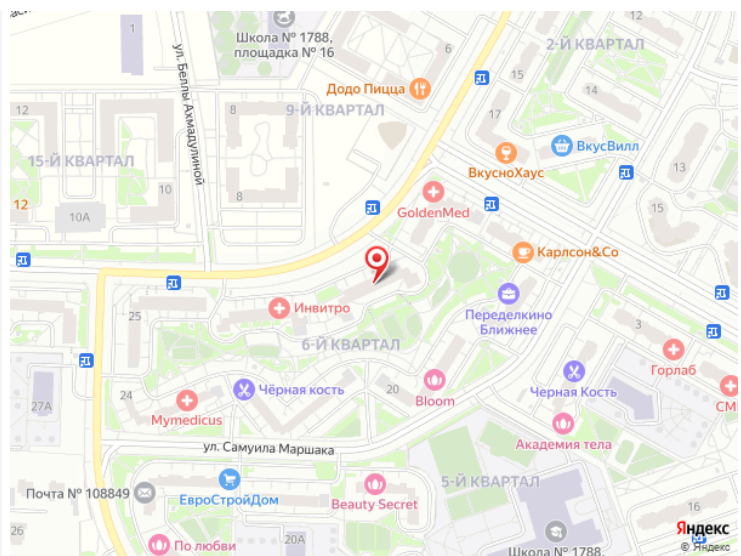 1
Школа № 1788,
площадка № 16
6
2-Й КВАРТАЛ
14
15
Додо Пицца
ул. Беллы Ахмадулиной
12
8
9-Й КВАРТАЛ
17
ВкусВилл
15-Й КВАРТАЛ
10
8
ВкусноХаус
13
12
10А
GoldenMed
15
Карлсон&Co
Инвитро
Переделкино
Ближнее
25
6-Й КВАРТАЛ
3
Горлаб
24
Чёрная кость
20
Bloom
Черная Кость
27А
Mymedicus
СМ
ул. Самуила Маршака
Академия тела
Почта № 108849
ЕвроСтройДом
Beauty Secret
5-Й КВАРТАЛ
16
26
По любви
20А
Школа № 1788,
Яндекс
© Яндекс